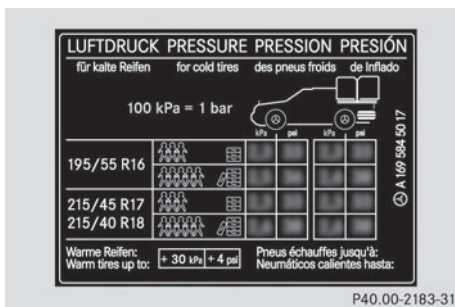 LUFTDRUCK PRESSURE PRESSION PRESIÓN
für kalte Reifen for cold tires des pneus froids de Inflado
100 kPa = 1 bar
kPa psi kPa psi
195/55 R16
215/45 R17
215/40 R18
A 169 584 50 17
Warme Reifen: Pneus échauffes jusqu'à:
Warm tires up to: + 30 kPa + 4 psi Neumáticos calientes hasta:
P40.00-2183-31